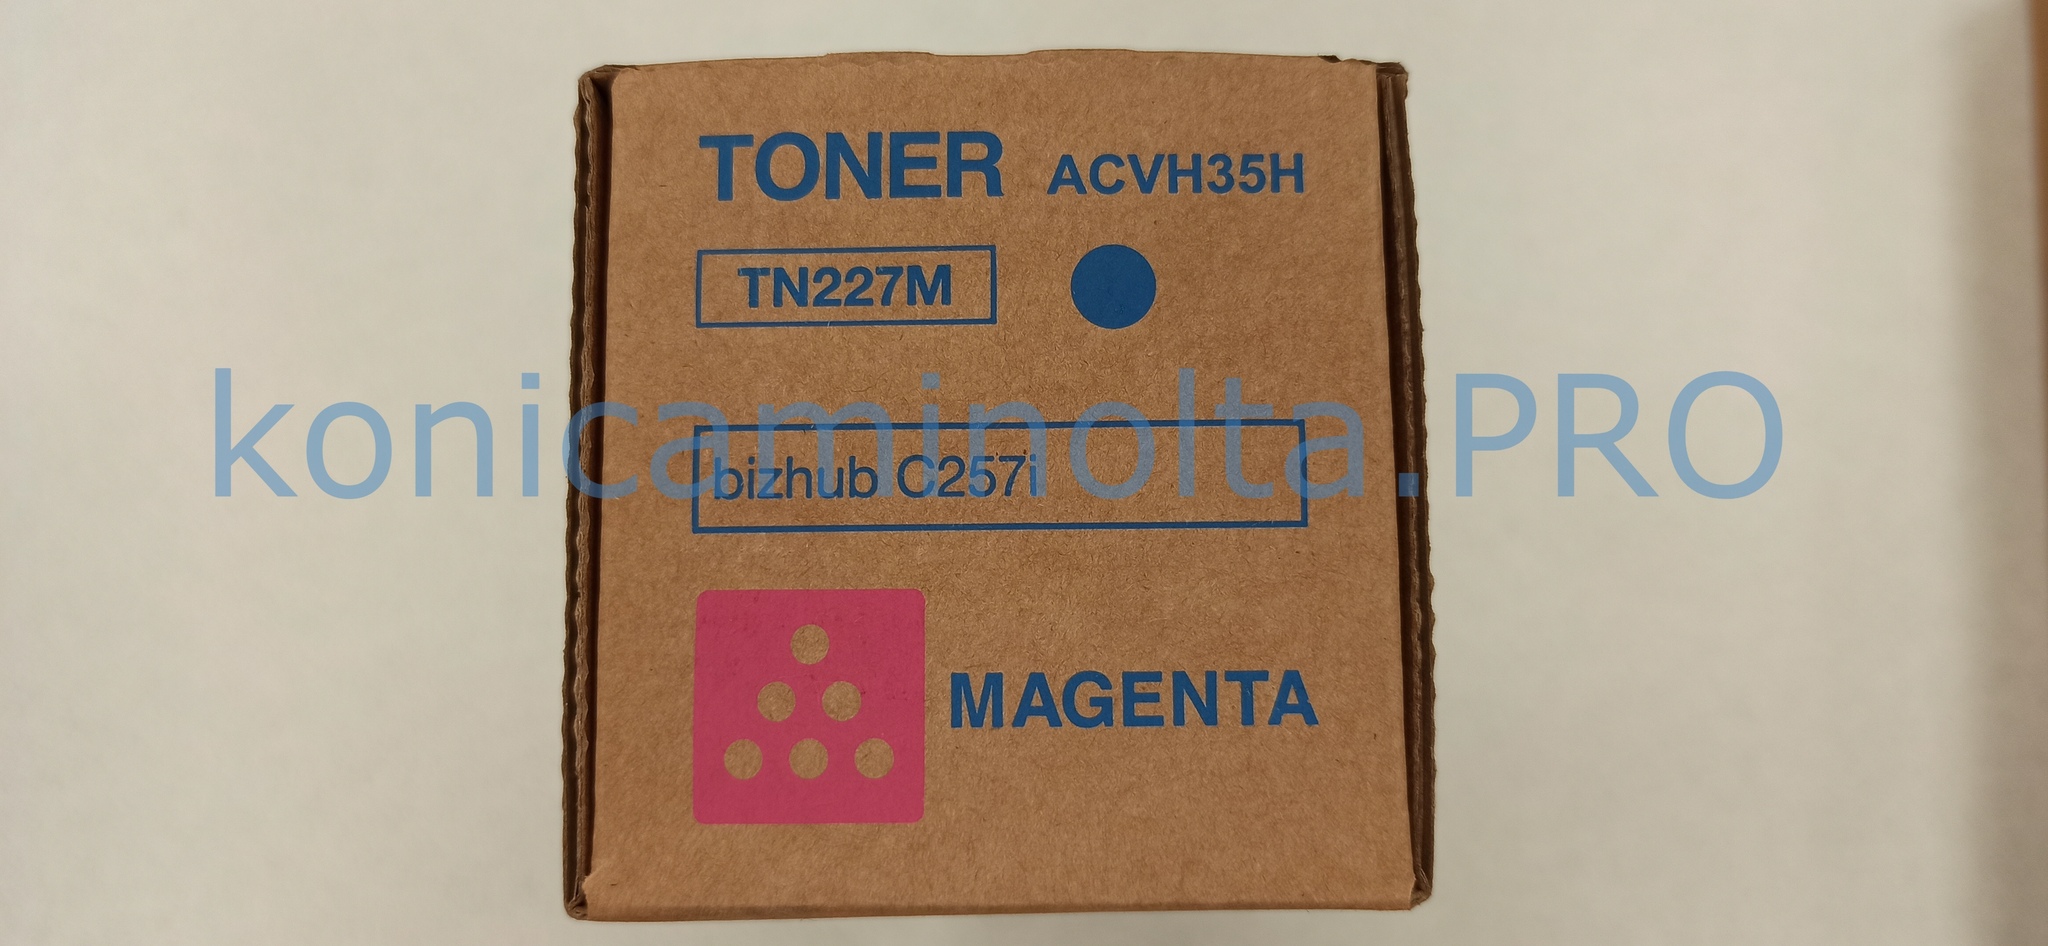 TONER ACVH35H
TN227M
konicaminolta.PRO
bizhub C257i
MAGENTA